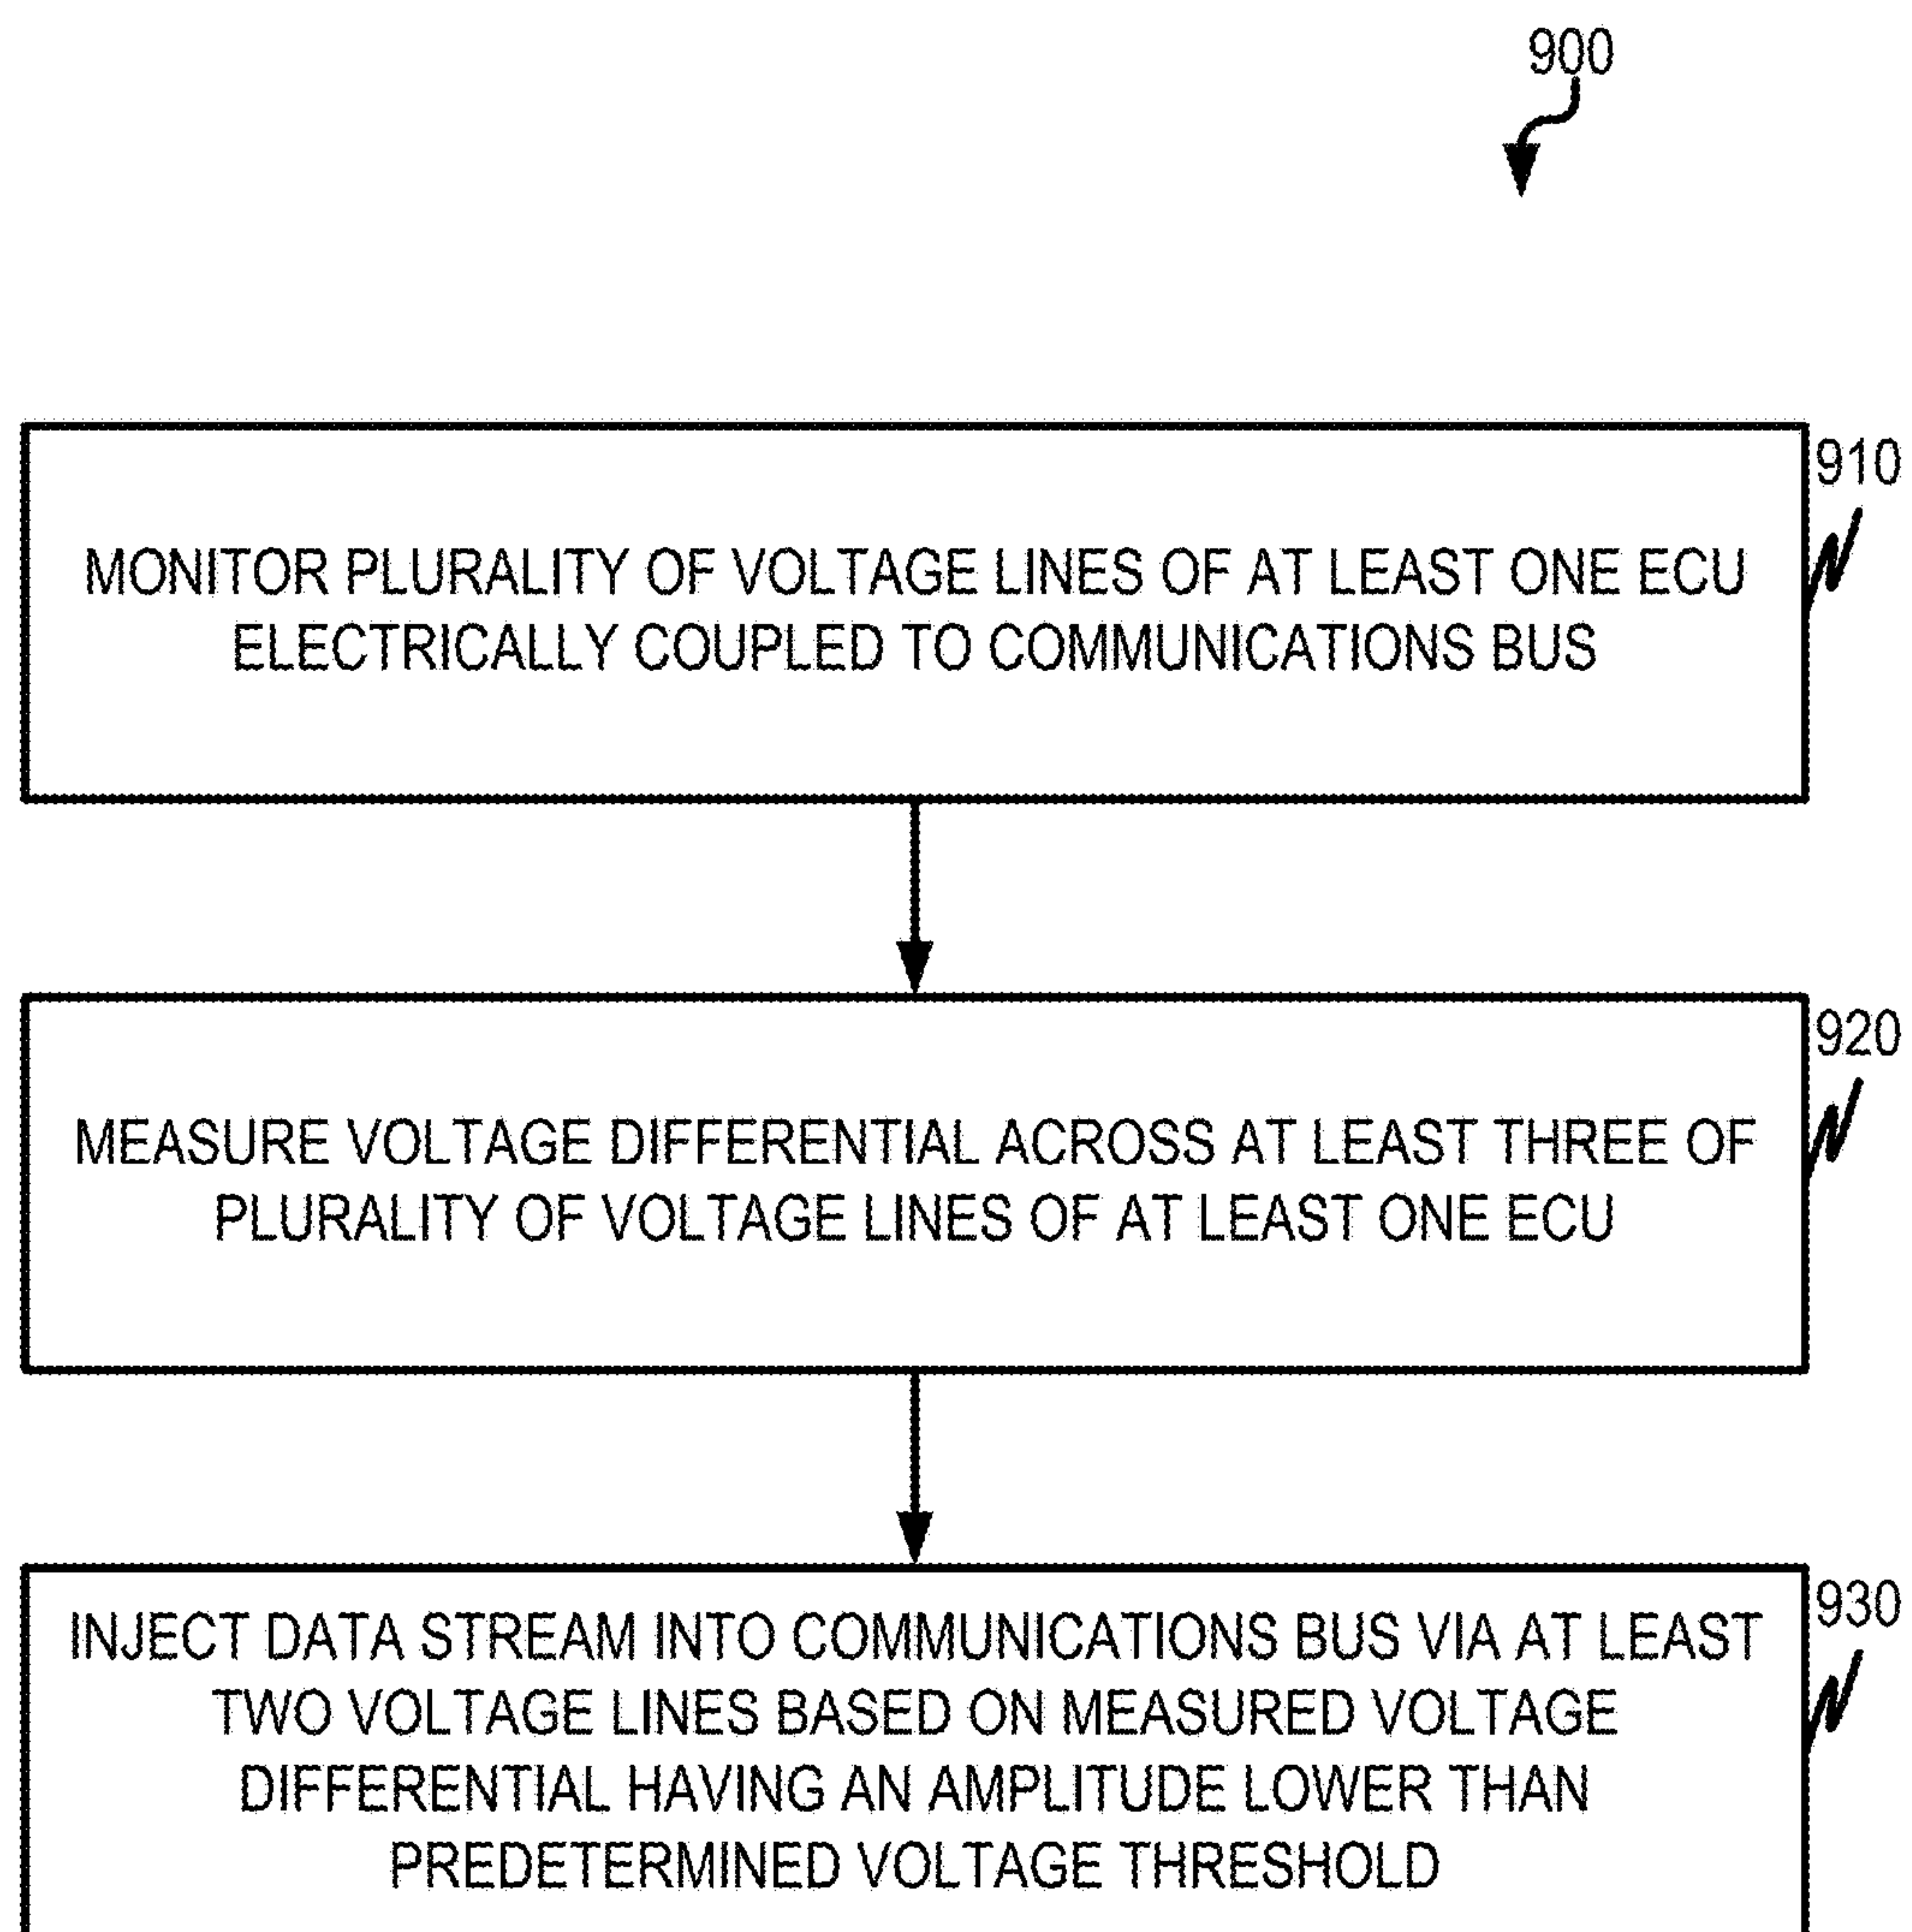 900
910
MONITOR PLURALITY OF VOLTAGE LINES OF AT LEAST ONE ECU
ELECTRICALLY COUPLED TO COMMUNICATIONS BUS
920
MEASURE VOLTAGE DIFFERENTIAL ACROSS AT LEAST THREE OF
PLURALITY OF VOLTAGE LINES OF AT LEAST ONE ECU
930
INJECT DATA STREAM INTO COMMUNICATIONS BUS VIA AT LEAST
TWO VOLTAGE LINES BASED ON MEASURED VOLTAGE
DIFFERENTIAL HAVING AN AMPLITUDE LOWER THAN
PREDETERMINED VOLTAGE THRESHOLD